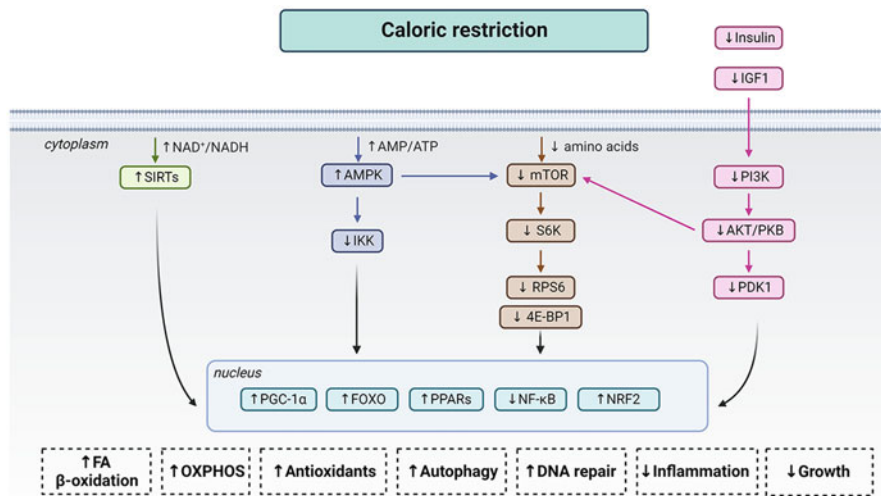 Caloric restriction
↓Insulin
↓IGF1
cytoplasm
↑NAD⁺/NADH
↑AMP/ATP
↓ amino acids
↑SIRTs
↑AMPK
↓ mTOR
↓PI3K
↓IKK
↓ S6K
↓AKT/PKB
↓ RPS6
↓PDK1
↓ 4E-BP1
nucleus
↑PGC-1α
↑FOXO
↑PPARs
↓NF-κB
↑NRF2
↑FA
β-oxidation
↑OXPHOS
↑Antioxidants
↑Autophagy
↑DNA repair
↓Inflammation
↓Growth